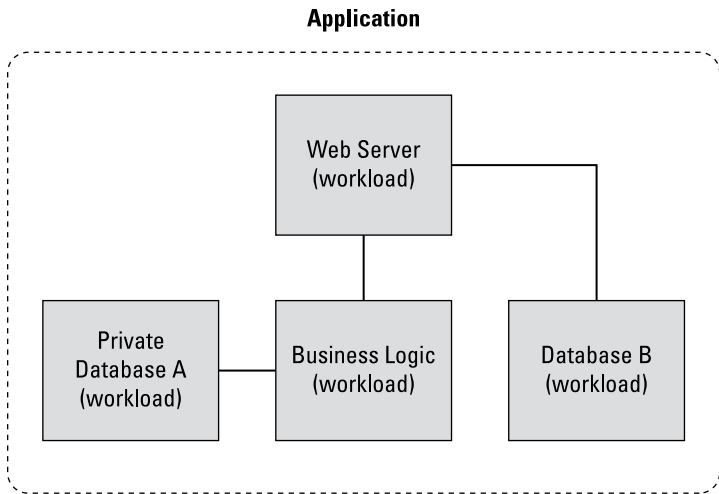 Application
Web Server
(workload)
Private
Database A
(workload)
Business Logic
(workload)
Database B
(workload)